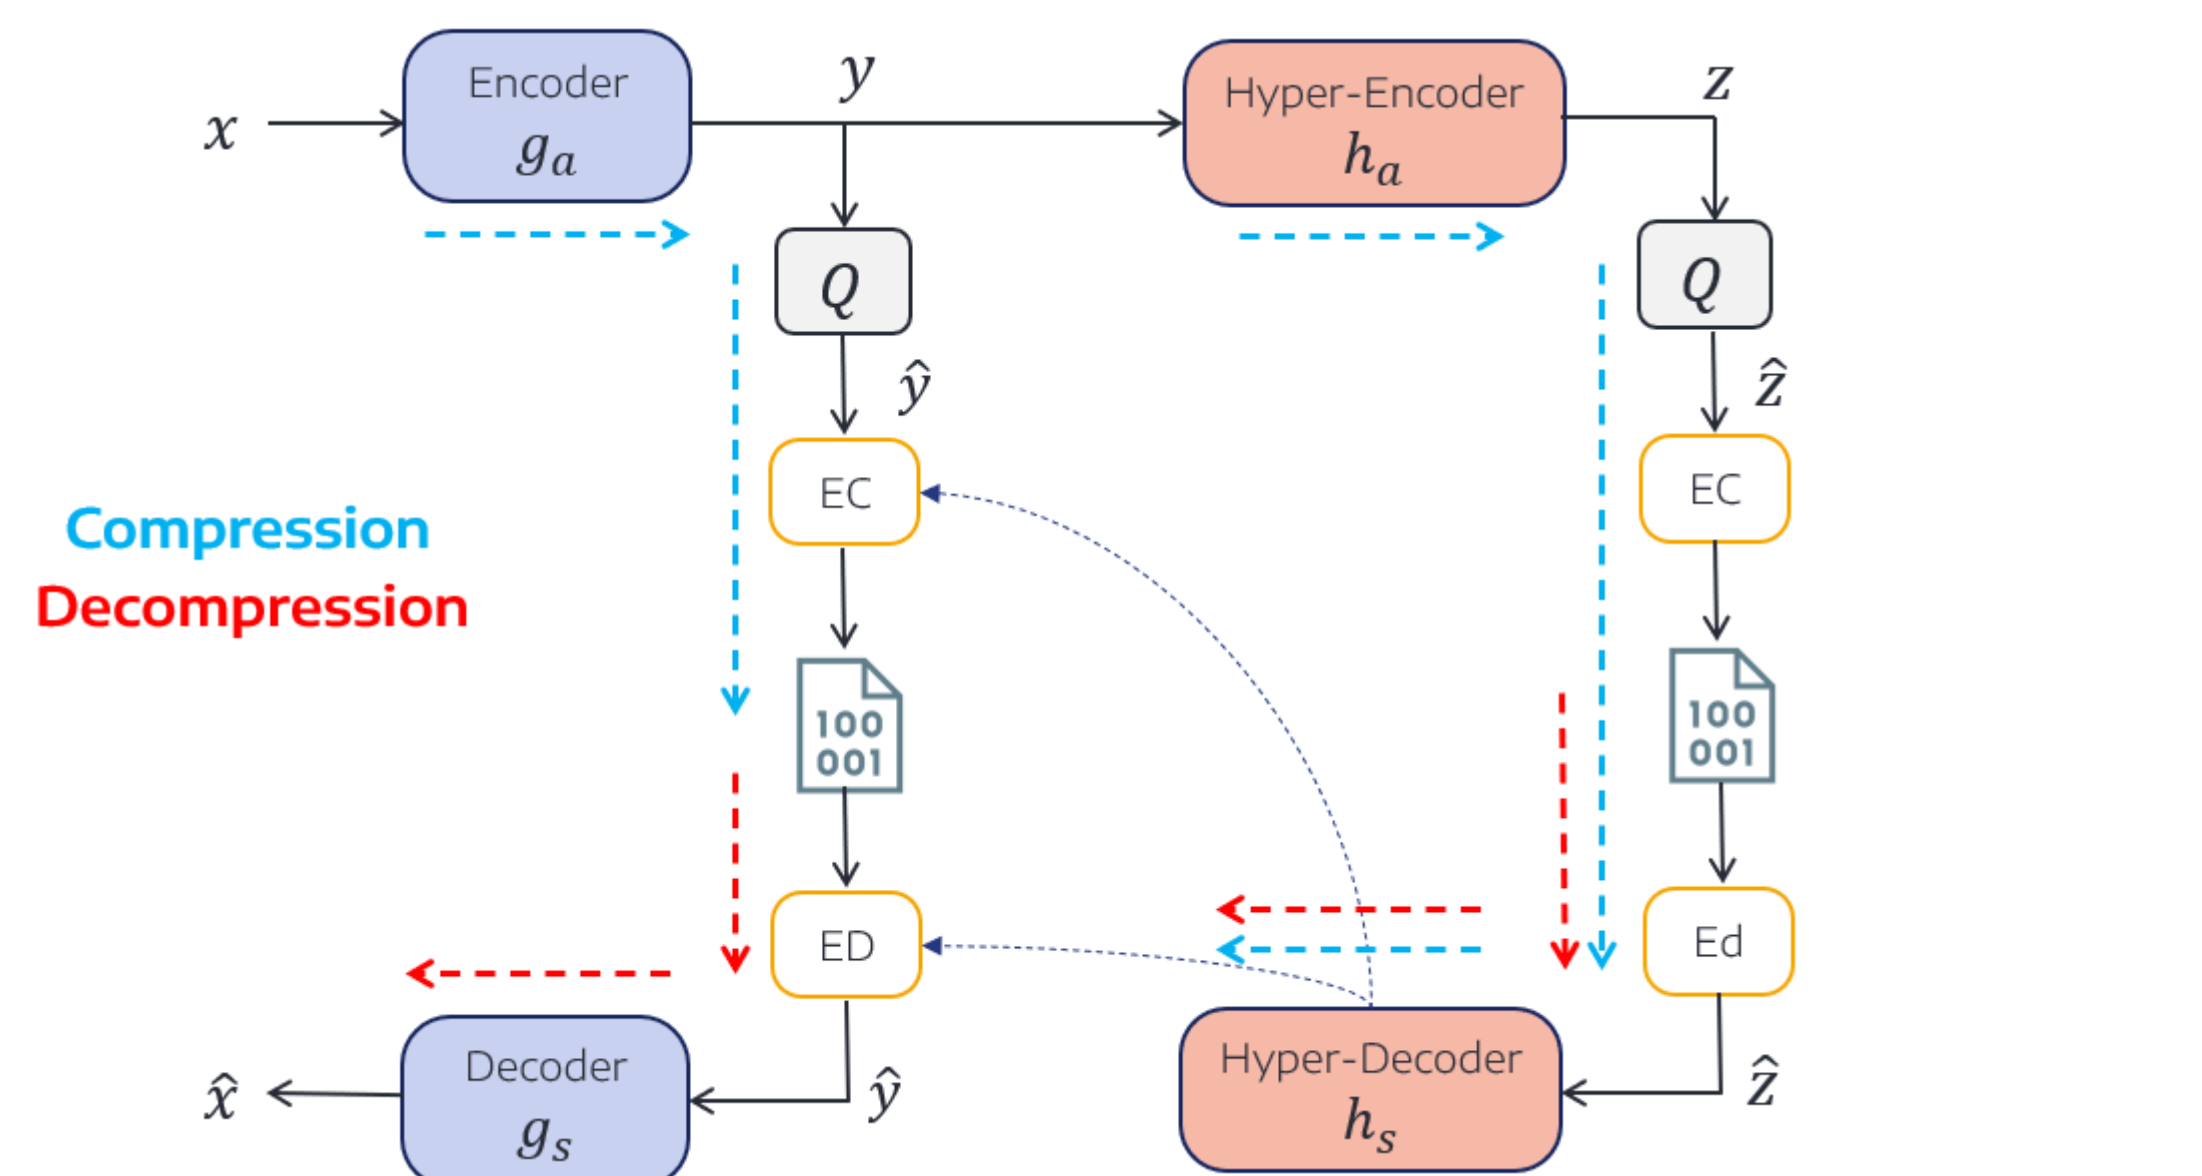 x
Encoder
g_a
y
Hyper-Encoder
h_a
z
Q
Q
ŷ
ẑ
EC
EC
Compression
Decompression
100
001
100
001
ED
Ed
x̂
Decoder
g_s
ŷ
Hyper-Decoder
h_s
ẑ